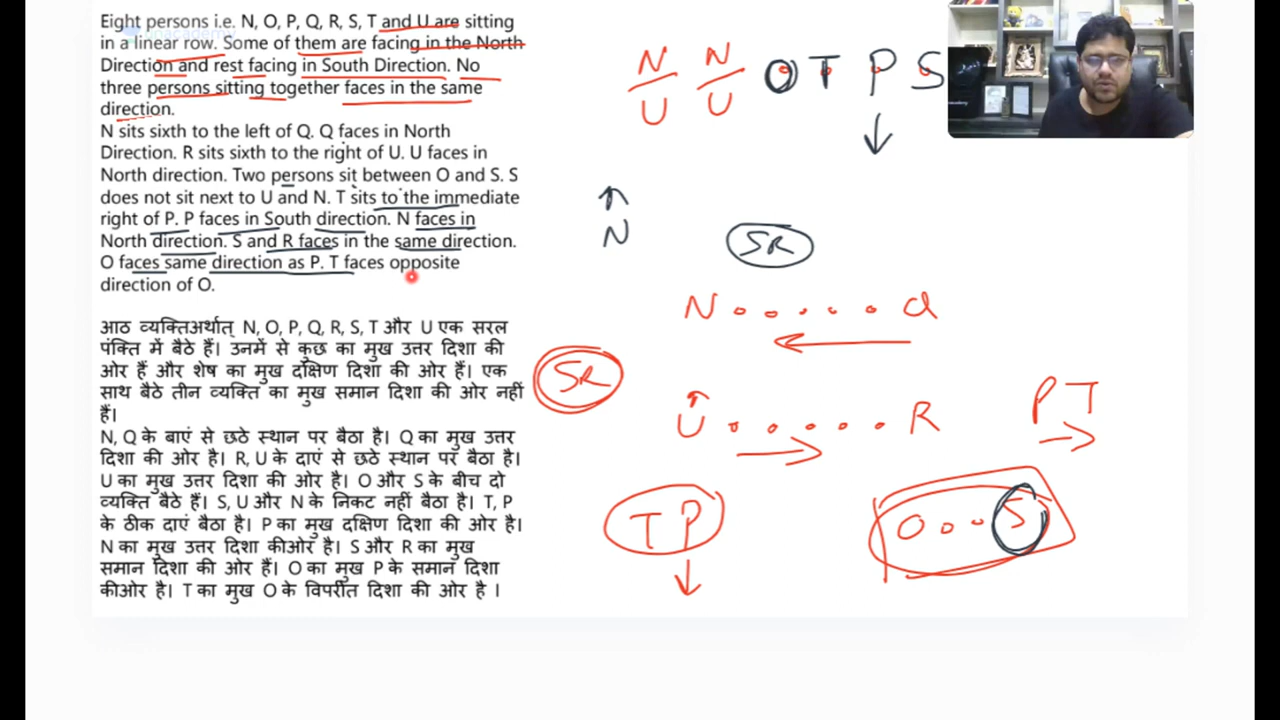 Eight persons i.e. N, O, P, Q, R, S, T and U are sitting
in a linear row. Some of them are facing in the North
Direction and rest facing in South Direction. No
three persons sitting together faces in the same
direction.
N sits sixth to the left of Q. Q faces in North
Direction. R sits sixth to the right of U. U faces in
North direction. Two persons sit between O and S. S
does not sit next to U and N. T sits to the immediate
right of P. P faces in South direction. N faces in
North direction. S and R faces in the same direction.
O faces same direction as P. T faces opposite
direction of O.
आठ व्यक्तिअर्थात् N, O, P, Q, R, S, T और U एक सरल
पंक्ति में बैठे हैं। उनमें से कुछ का मुख उत्तर दिशा की
ओर हैं और शेष का मुख दक्षिण दिशा की ओर हैं। एक
साथ बैठे तीन व्यक्ति का मुख समान दिशा की ओर नहीं
हैं।
N, Q के बाएं से छठे स्थान पर बैठा है। Q का मुख उत्तर
दिशा की ओर है। R, U के दाएं से छठे स्थान पर बैठा है।
U का मुख उत्तर दिशा की ओर है। O और S के बीच दो
व्यक्ति बैठे हैं। S, U और N के निकट नहीं बैठा है। T, P
के ठीक दाएं बैठा है। P का मुख दक्षिण दिशा की ओर है।
N का मुख उत्तर दिशा कीओर है। S और R का मुख
समान दिशा की ओर हैं। O का मुख P के समान दिशा
कीओर है। T का मुख O के विपरीत दिशा की ओर है ।
N N O T P S
U U
N
SR
N Q
SR
U R
P T
T P
O S